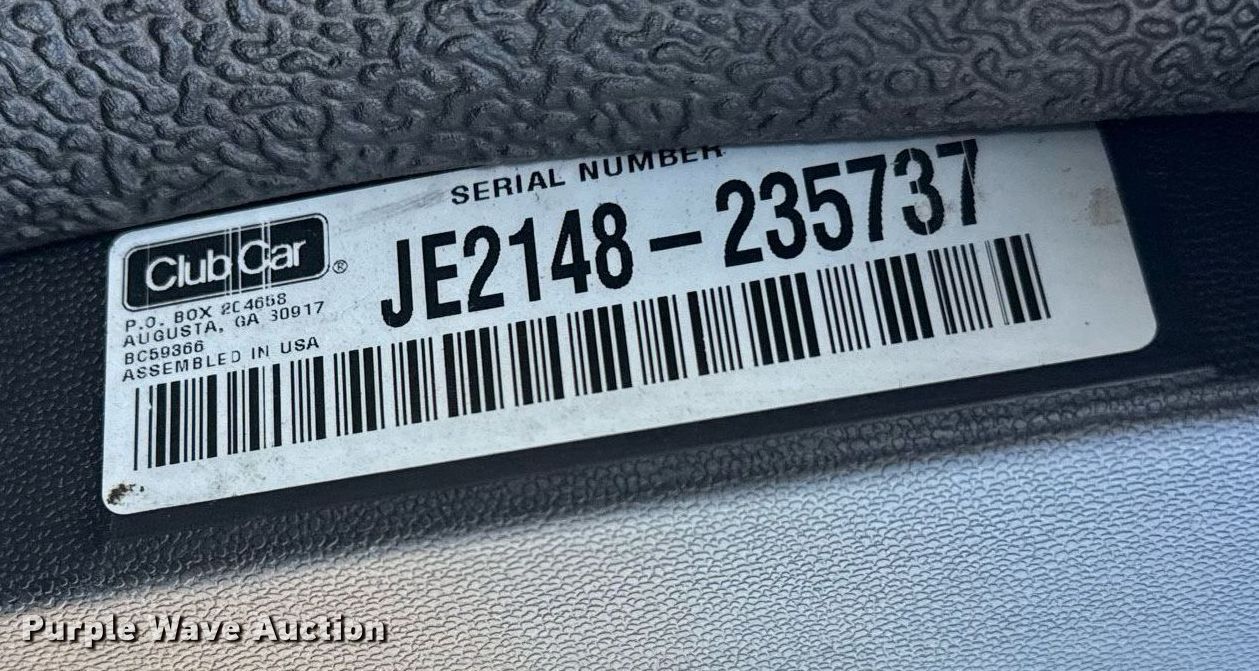 SERIAL NUMBER
JE2148-235737
Club Car®
P.O. BOX 204658
AUGUSTA, GA 30917
BC59366
ASSEMBLED IN USA
Purple Wave Auction